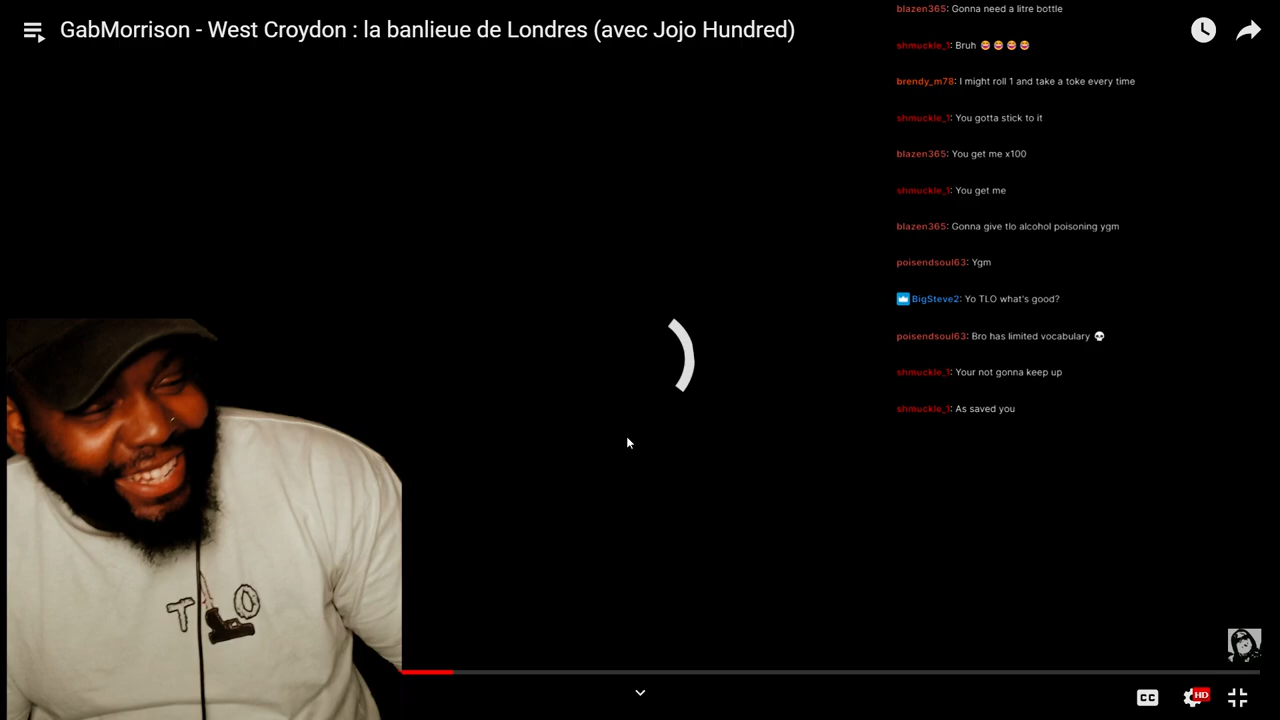 GabMorrison - West Croydon : la banlieue de Londres (avec Jojo Hundred)
blazen365: Gonna need a litre bottle
shmuckle_1: Bruh
brendy_m78: I might roll 1 and take a toke every time
shmuckle_1: You gotta stick to it
blazen365: You get me x100
shmuckle_1: You get me
blazen365: Gonna give tlo alcohol poisoning ygm
poisendsoul63: Ygm
BigSteve2: Yo TLO what's good?
poisendsoul63: Bro has limited vocabulary
shmuckle_1: Your not gonna keep up
shmuckle_1: As saved you
TLO
CC
HD